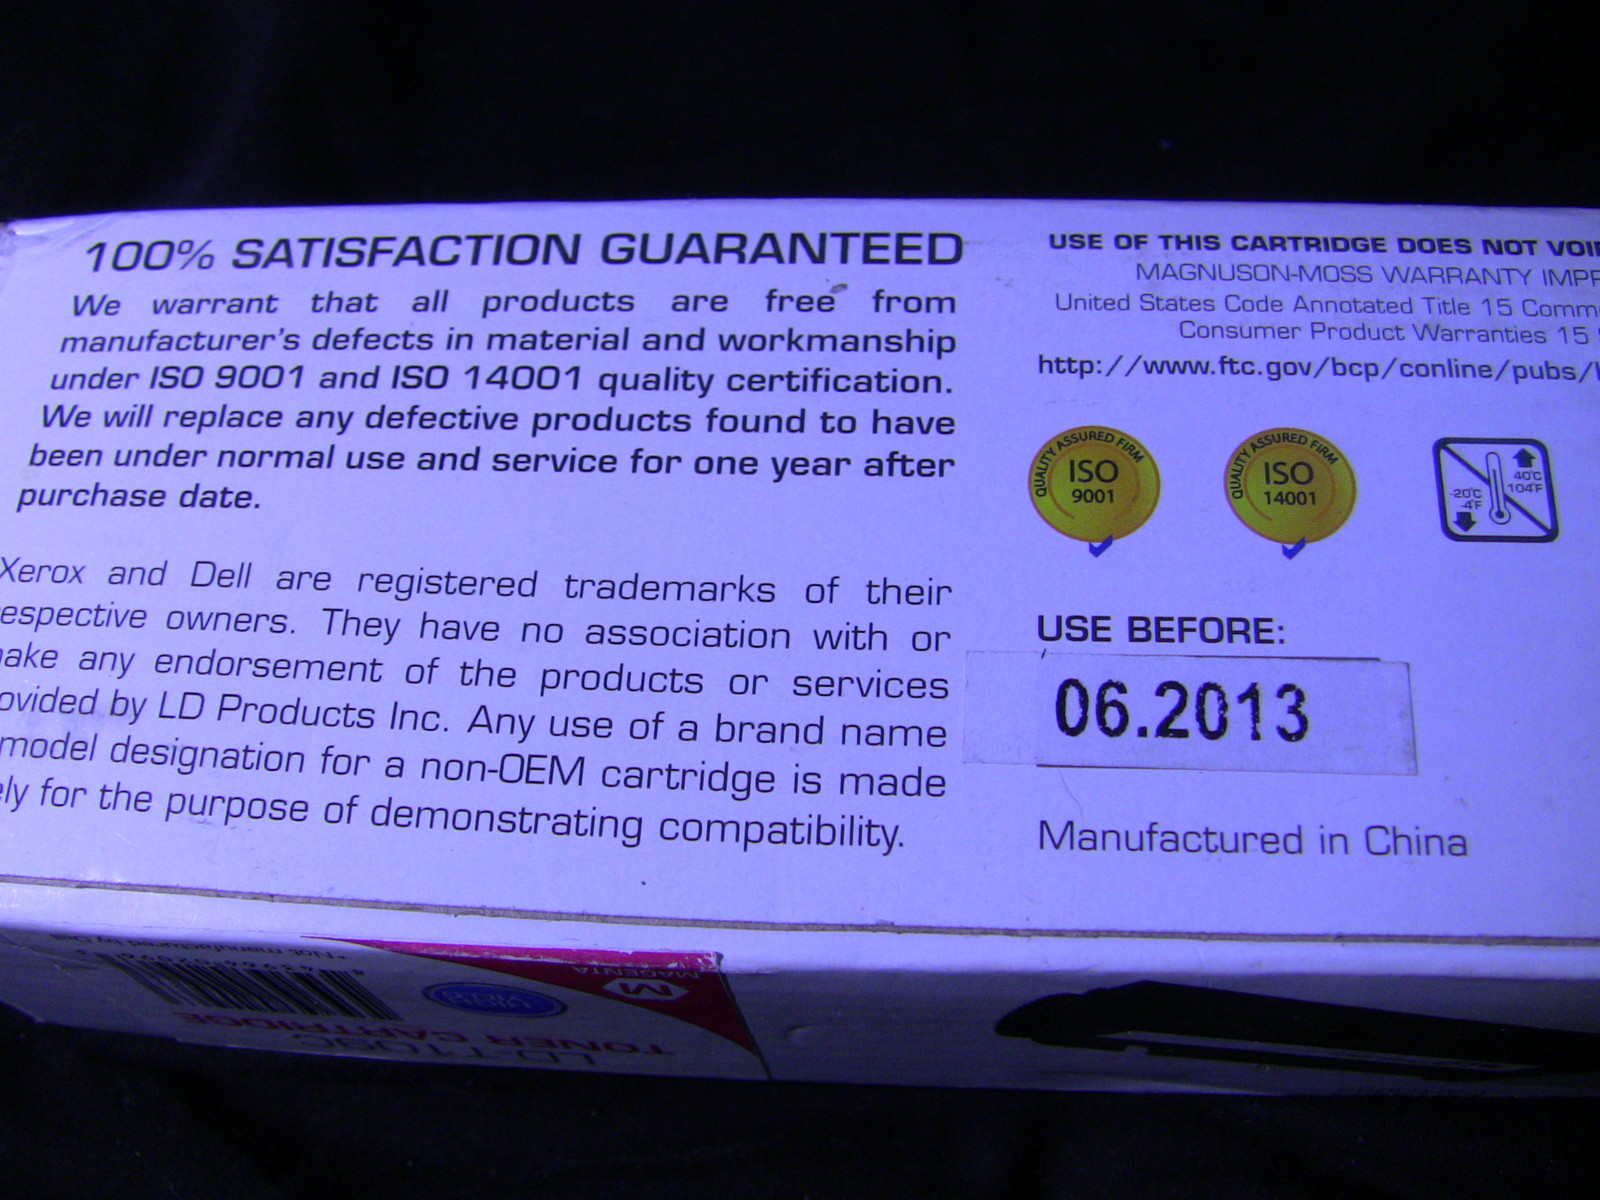 100% SATISFACTION GUARANTEED
We warrant that all products are free from
manufacturer's defects in material and workmanship
under ISO 9001 and ISO 14001 quality certification.
We will replace any defective products found to have
been under normal use and service for one year after
purchase date.
Xerox and Dell are registered trademarks of their
espective owners. They have no association with or
ake any endorsement of the products or services
ovided by LD Products Inc. Any use of a brand name
model designation for a non-OEM cartridge is made
ely for the purpose of demonstrating compatibility.
USE OF THIS CARTRIDGE DOES NOT VOI
MAGNUSON-MOSS WARRANTY IMPR
United States Code Annotated Title 15 Comm
Consumer Product Warranties 15
http://www.ftc.gov/bcp/conline/pubs/
QUALITY ASSURED FIRM
ISO
9001
QUALITY ASSURED FIRM
ISO
14001
40°C
104°F
-20°C
-4°F
USE BEFORE:
06.2013
Manufactured in China
TONER CARTRIDGE
M
MAGENTA
*Not manufactured by Dell